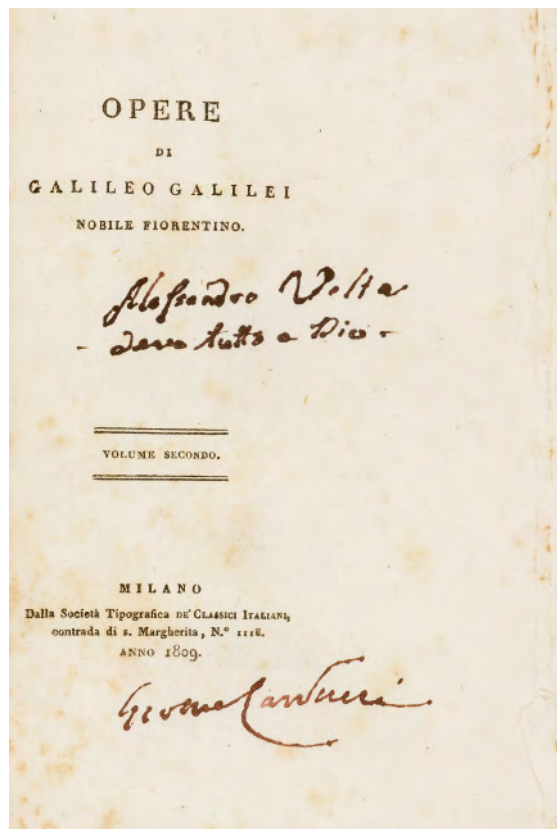 OPERE
DI
GALILEO GALILEI
NOBILE FIORENTINO.
Alessandro Volta
- deve tutto a Dio -
VOLUME SECONDO.
MILANO
Dalla Società Tipografica DE' CLASSICI ITALIANI,
contrada di s. Margherita, N.° 1118.
ANNO 1809.
Giosue Carducci